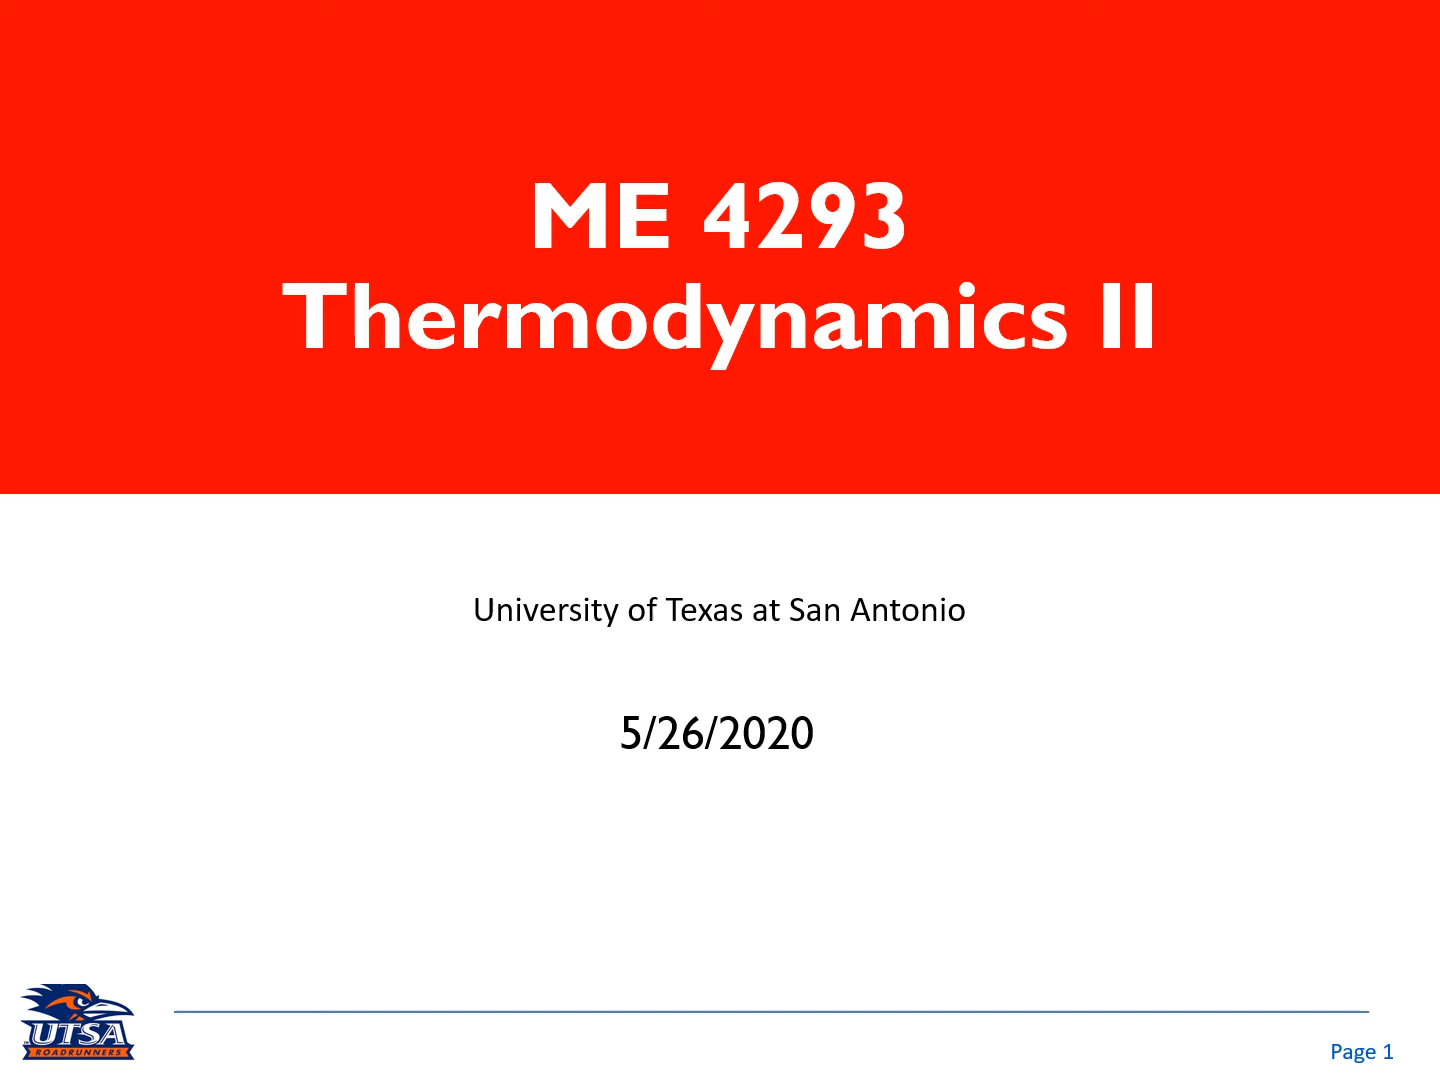 ME 4293
Thermodynamics II
University of Texas at San Antonio
5/26/2020
UTSA
ROADRUNNERS
Page 1